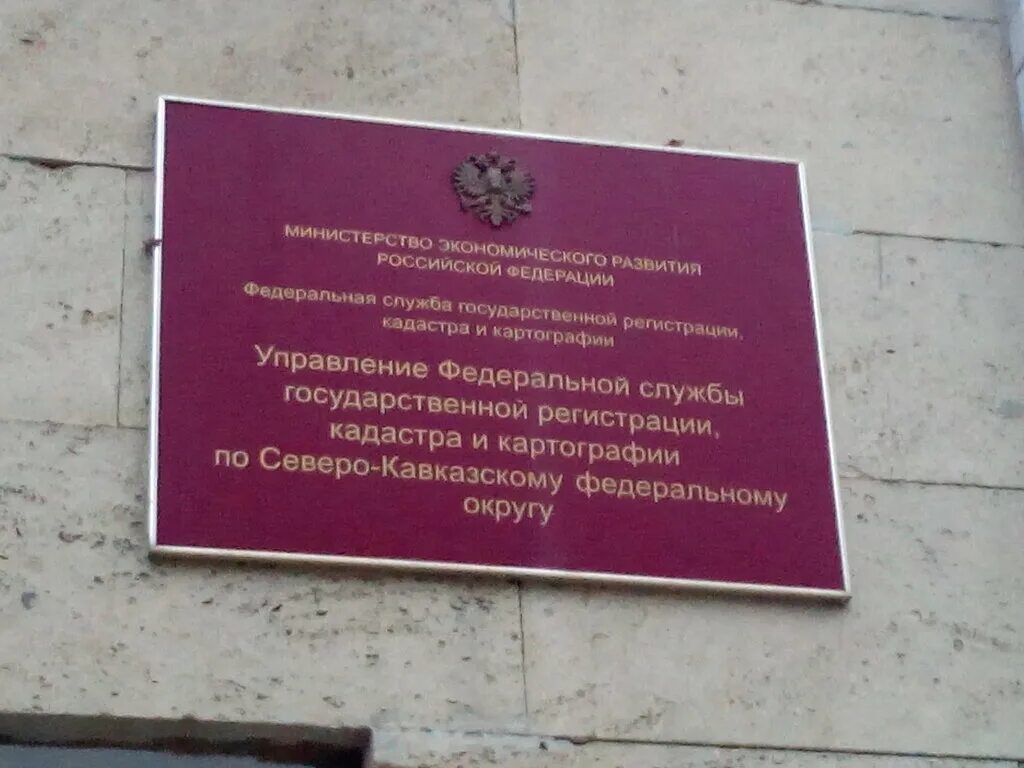 МИНИСТЕРСТВО ЭКОНОМИЧЕСКОГО РАЗВИТИЯ
РОССИЙСКОЙ ФЕДЕРАЦИИ
Федеральная служба государственной регистрации,
кадастра и картографии
Управление Федеральной службы
государственной регистрации,
кадастра и картографии
по Северо-Кавказскому федеральному
округу